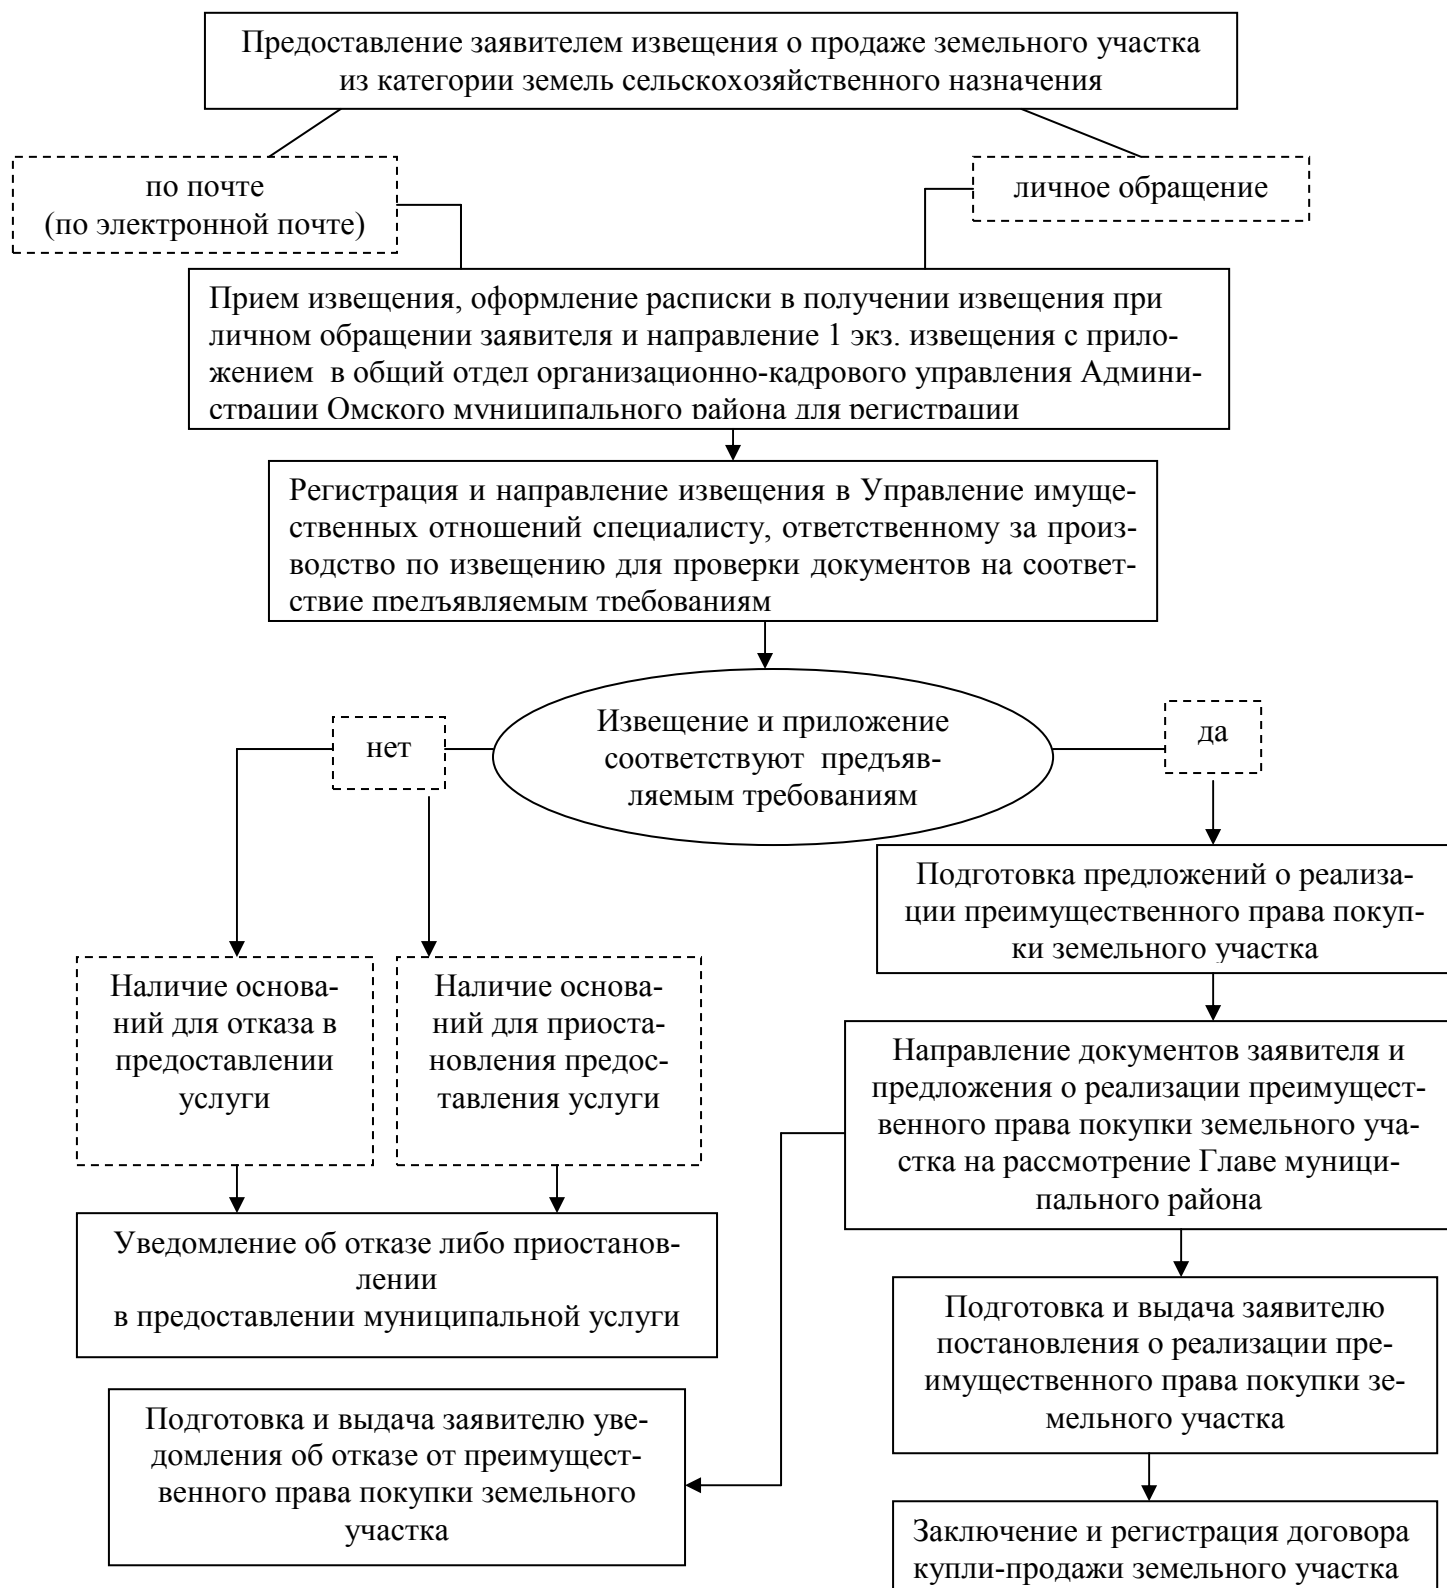 Предоставление заявителем извещения о продаже земельного участка
из категории земель сельскохозяйственного назначения
по почте
(по электронной почте)
личное обращение
Прием извещения, оформление расписки в получении извещения при
личном обращении заявителя и направление 1 экз. извещения с прило-
жением в общий отдел организационно-кадрового управления Админи-
страции Омского муниципального района для регистрации
Регистрация и направление извещения в Управление имуще-
ственных отношений специалисту, ответственному за произ-
водство по извещению для проверки документов на соответ-
ствие предъявляемым требованиям
Извещение и приложение
соответствуют предъяв-
ляемым требованиям
нет
да
Подготовка предложений о реализа-
ции преимущественного права покуп-
ки земельного участка
Наличие основа-
ний для отказа в
предоставлении
услуги
Наличие основа-
ний для приоста-
новления предос-
тавления услуги
Направление документов заявителя и
предложения о реализации преимущест-
венного права покупки земельного уча-
стка на рассмотрение Главе муници-
пального района
Уведомление об отказе либо приостанов-
лении
в предоставлении муниципальной услуги
Подготовка и выдача заявителю
постановления о реализации пре-
имущественного права покупки зе-
мельного участка
Подготовка и выдача заявителю уве-
домления об отказе от преимущест-
венного права покупки земельного
участка
Заключение и регистрация договора
купли-продажи земельного участка